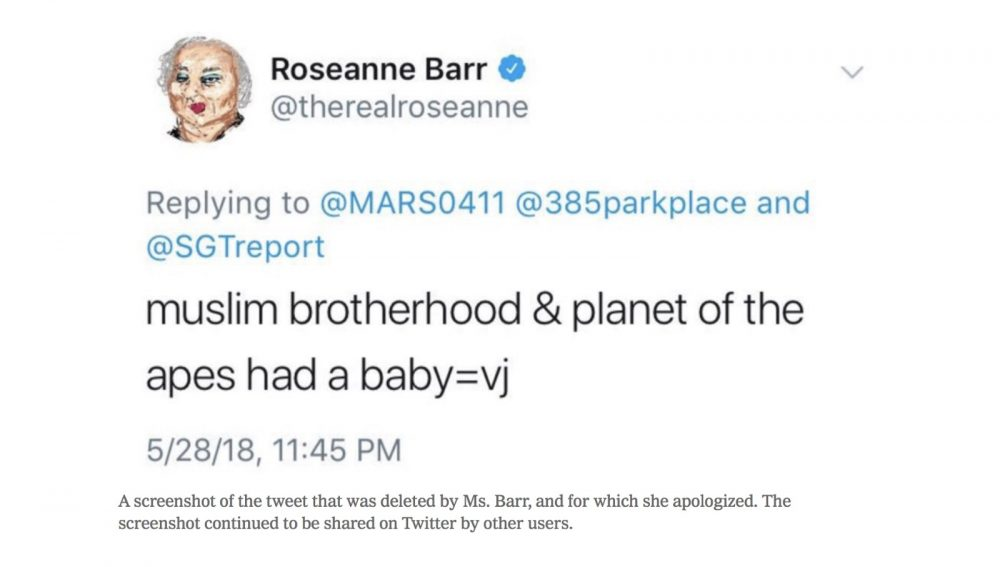 Roseanne Barr
@therealroseanne
Replying to @MARS0411 @385parkplace and
@SGTreport
muslim brotherhood & planet of the
apes had a baby=vj
5/28/18, 11:45 PM
A screenshot of the tweet that was deleted by Ms. Barr, and for which she apologized. The
screenshot continued to be shared on Twitter by other users.